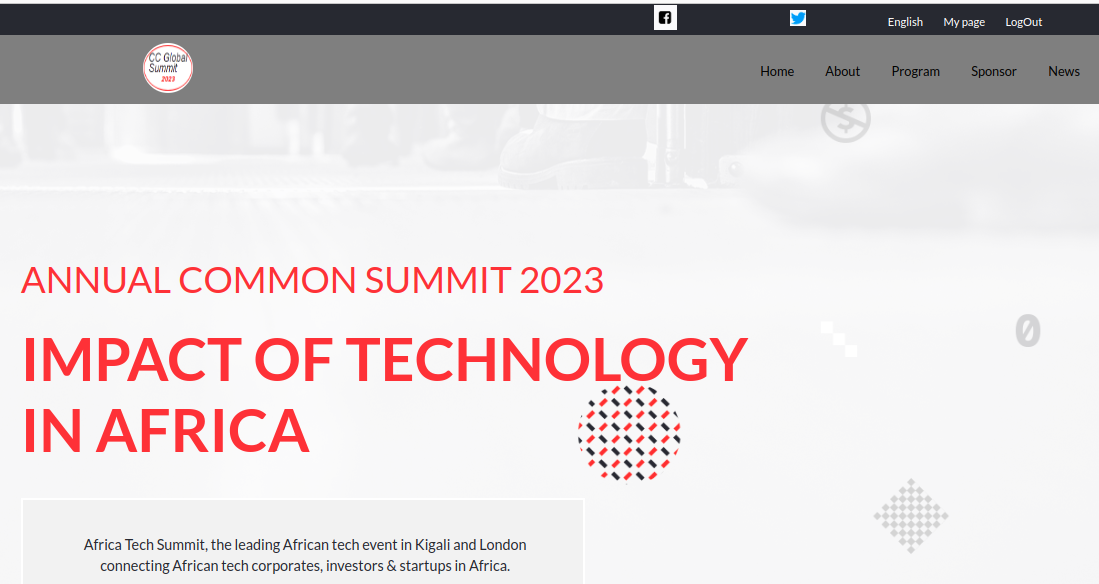 English My page LogOut
CC Global
Summit
2023
Home About Program Sponsor News
ANNUAL COMMON SUMMIT 2023
IMPACT OF TECHNOLOGY
IN AFRICA
0
Africa Tech Summit, the leading African tech event in Kigali and London
connecting African tech corporates, investors & startups in Africa.